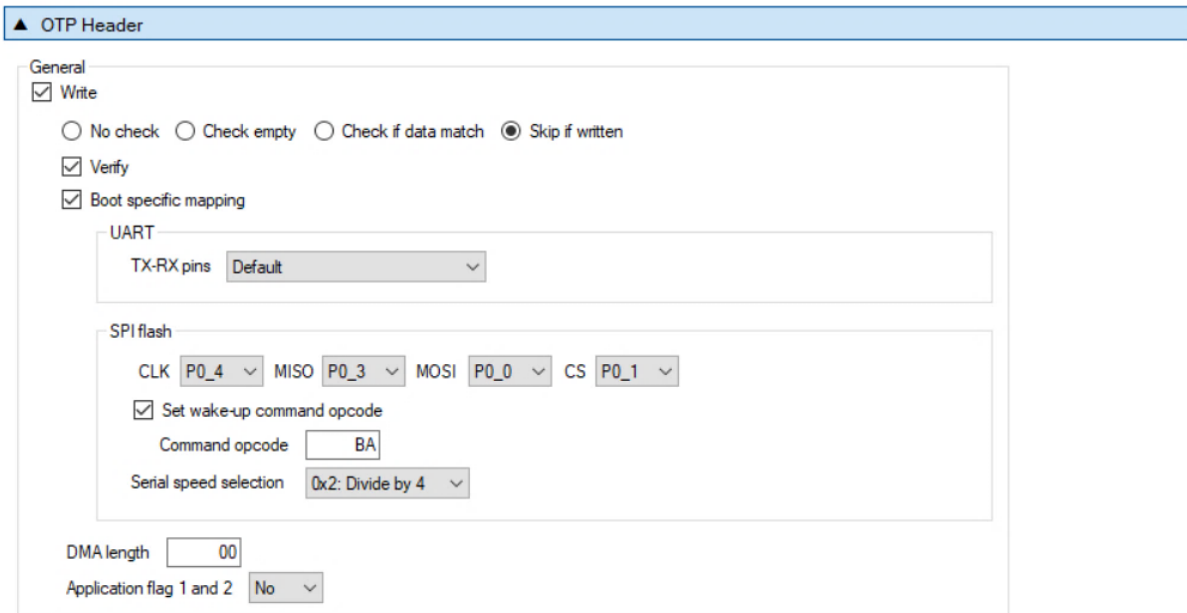 ▲ OTP Header
General
Write
No check Check empty Check if data match Skip if written
Verify
Boot specific mapping
UART
TX-RX pins Default
SPI flash
CLK P0_4 MISO P0_3 MOSI P0_0 CS P0_1
Set wake-up command opcode
Command opcode BA
Serial speed selection 0x2: Divide by 4
DMA length 00
Application flag 1 and 2 No